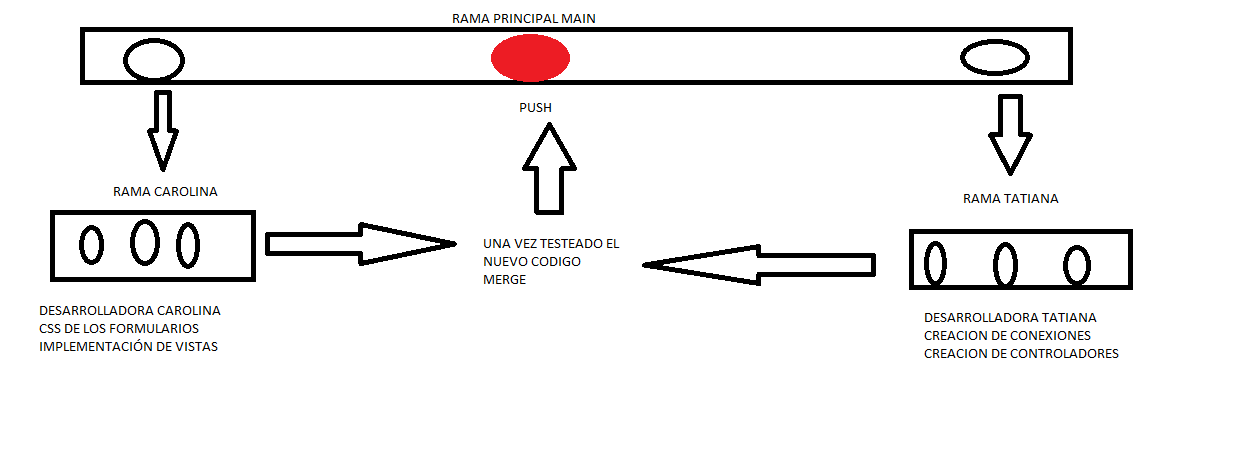 RAMA PRINCIPAL MAIN
PUSH
RAMA CAROLINA
RAMA TATIANA
UNA VEZ TESTEADO EL
NUEVO CODIGO
MERGE
DESARROLLADORA CAROLINA
CSS DE LOS FORMULARIOS
IMPLEMENTACIÓN DE VISTAS
DESARROLLADORA TATIANA
CREACION DE CONEXIONES
CREACION DE CONTROLADORES